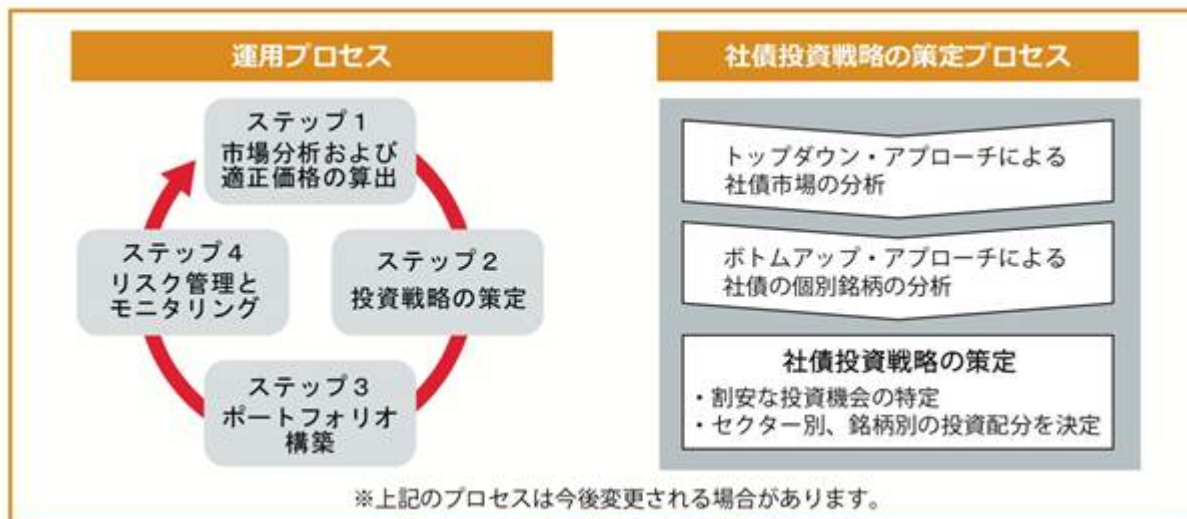 運用プロセス
ステップ1
市場分析および
適正価格の算出
ステップ2
投資戦略の策定
ステップ3
ポートフォリオ
構築
ステップ4
リスク管理と
モニタリング
社債投資戦略の策定プロセス
トップダウン・アプローチによる
社債市場の分析
ボトムアップ・アプローチによる
社債の個別銘柄の分析
社債投資戦略の策定
・割安な投資機会の特定
・セクター別、銘柄別の投資配分を決定
※上記のプロセスは今後変更される場合があります。